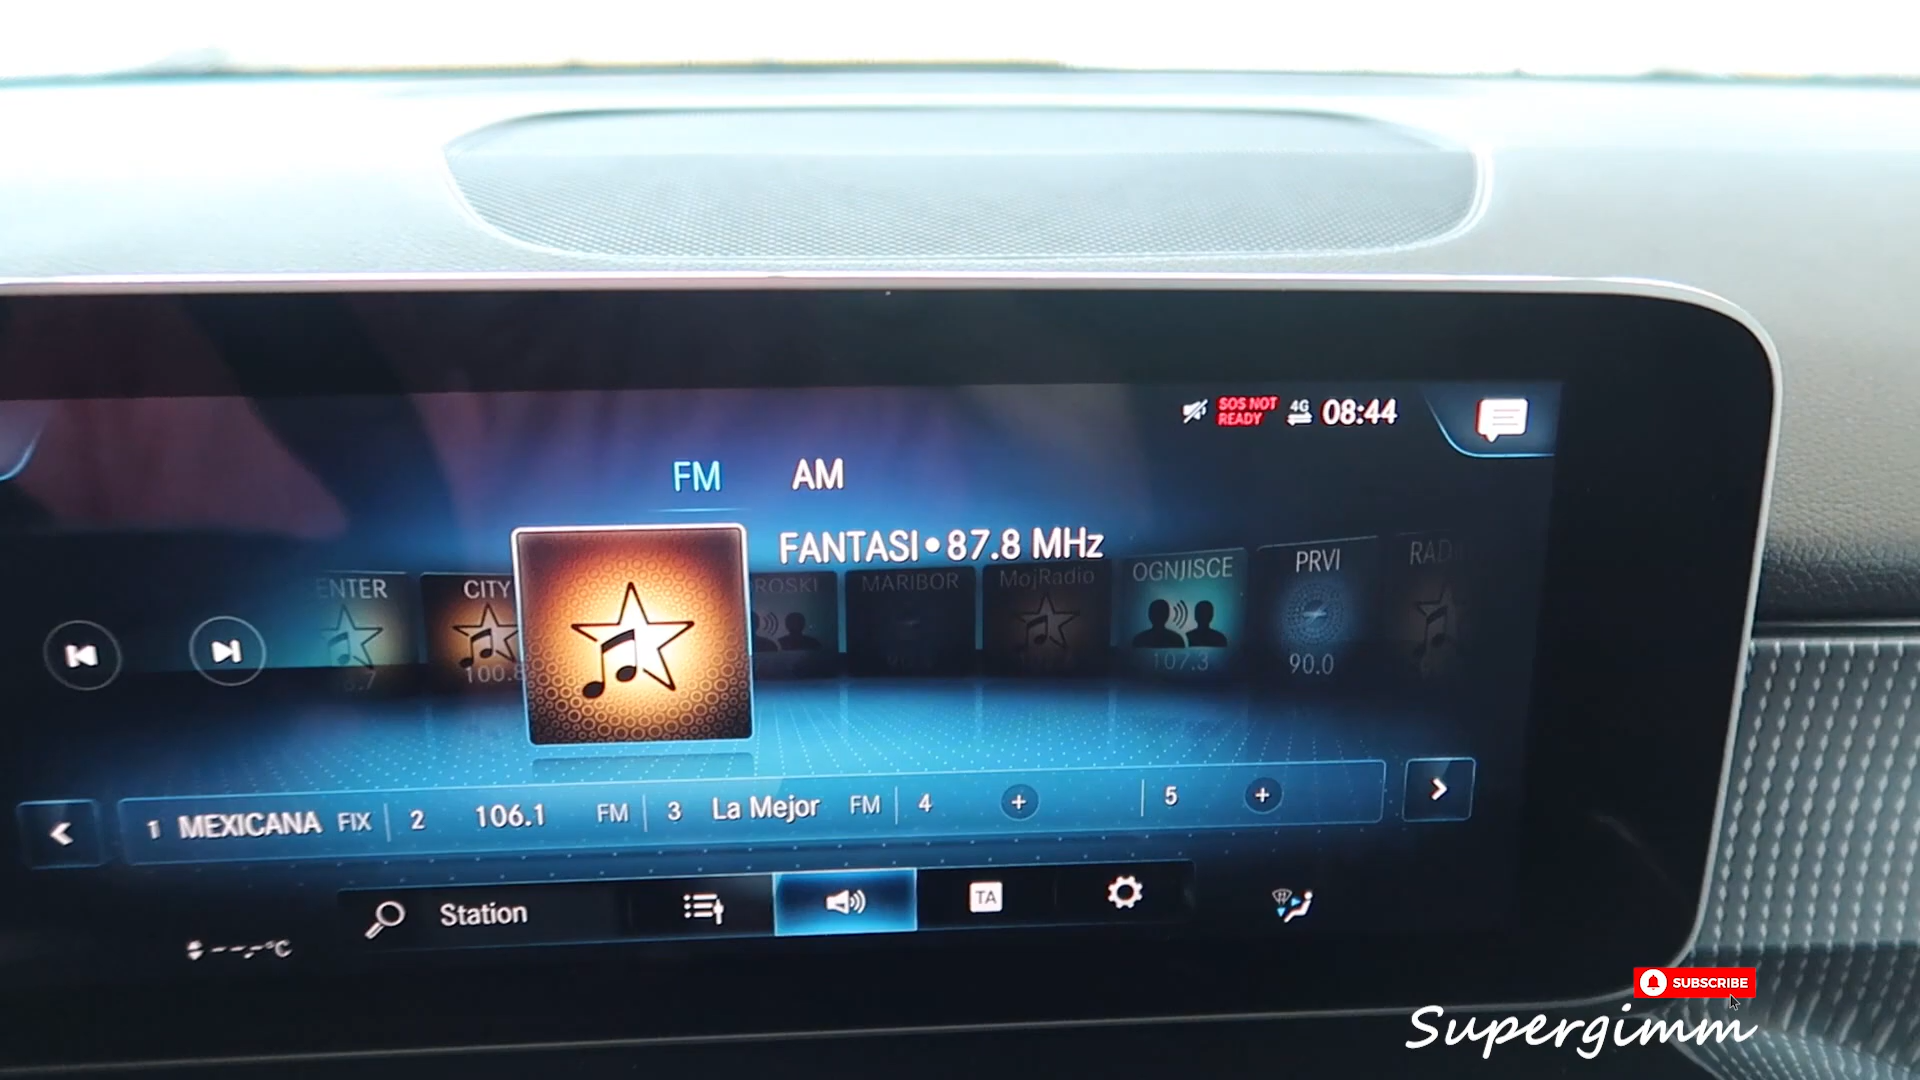 SOS NOT
READY
4G
08:44
FM
AM
FANTASI•87.8 MHz
ENTER
CITY
100.8
ROSKI
MARIBOR
MojRadio
OGNJISCE
107.3
PRVI
90.0
1 MEXICANA FIX
2 106.1 FM
3 La Mejor FM
4 +
5 +
Station
TA
--.-°C
SUBSCRIBE
Supergimm